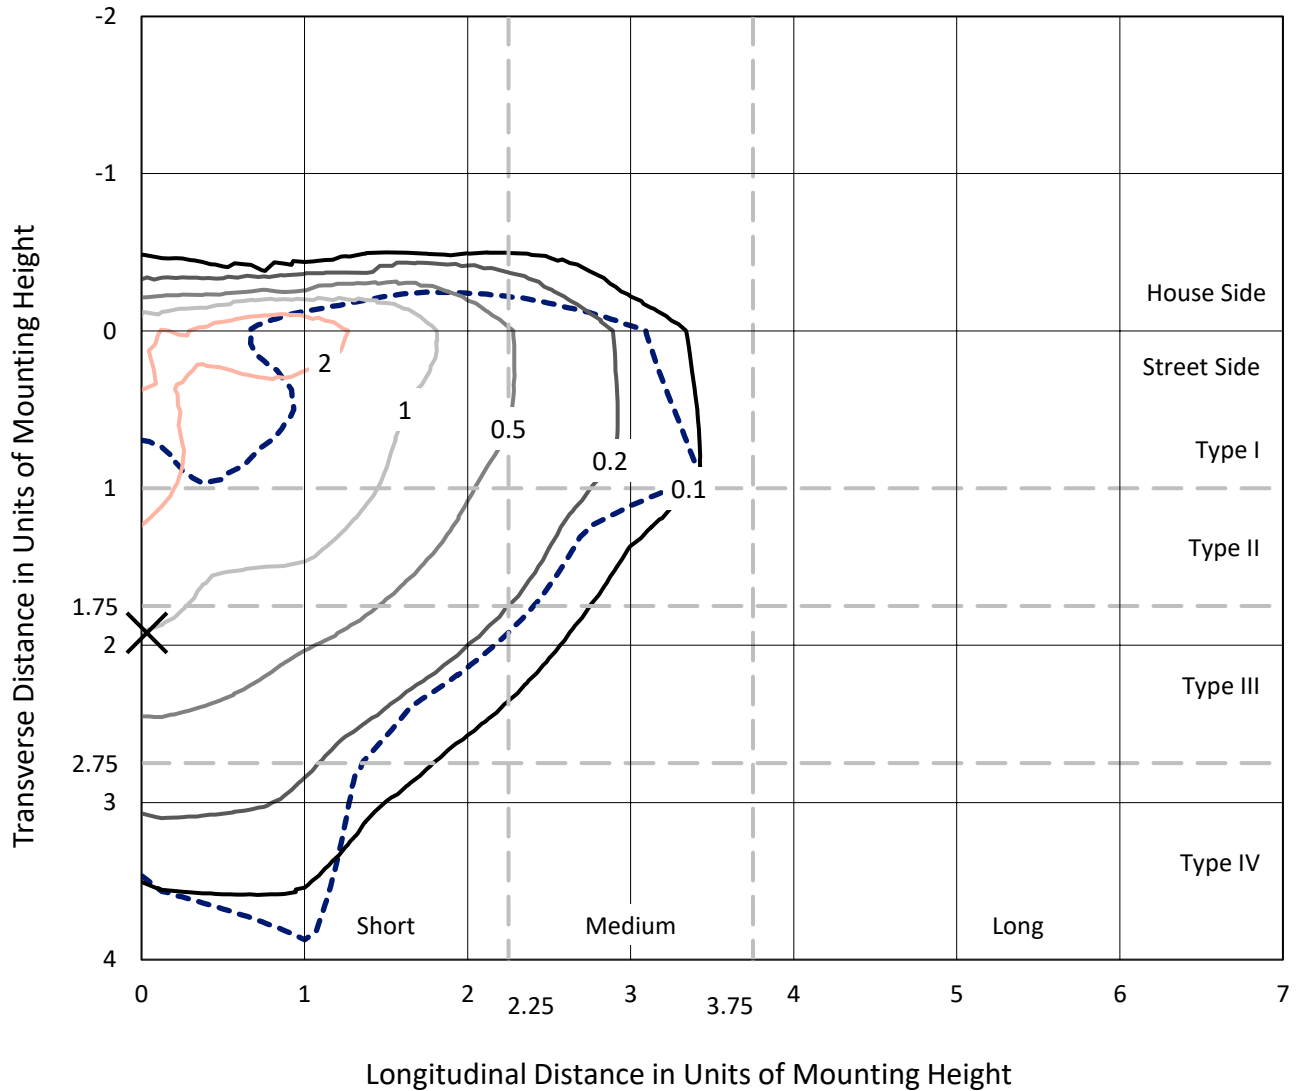 -2
-1
House Side
0
2
Street Side
1
0.5
0.2
Type I
1
0.1
Type II
1.75
2
Type III
2.75
3
Type IV
Short
Medium
Long
4
0
1
2
2.25
3
3.75
4
5
6
7
Transverse Distance in Units of Mounting Height
Longitudinal Distance in Units of Mounting Height